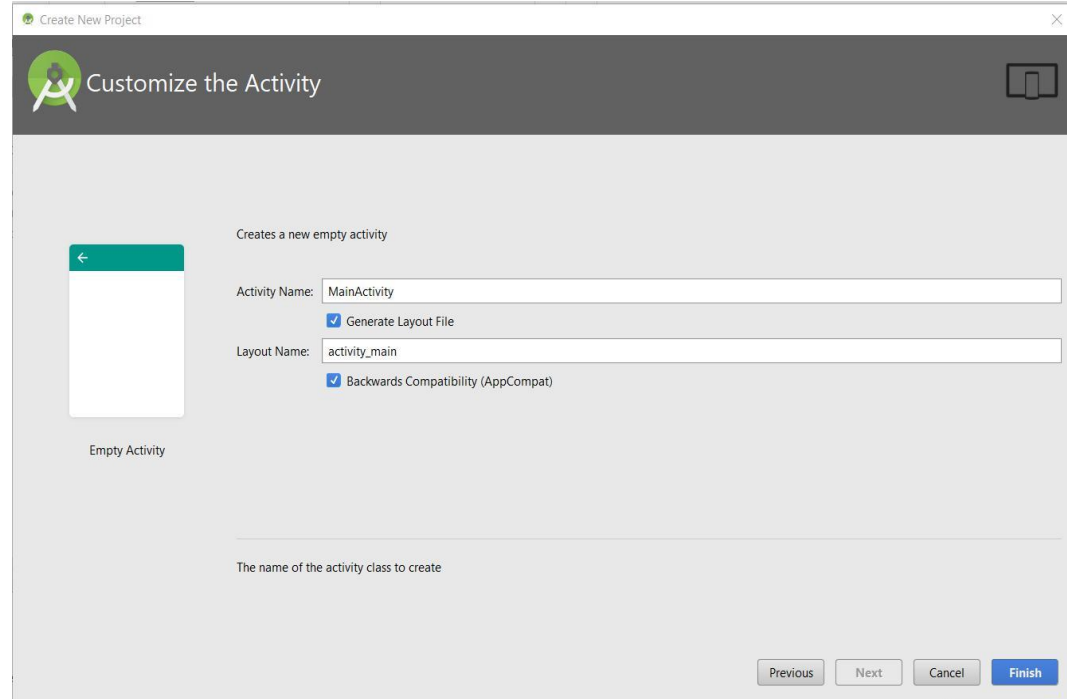 Create New Project
Customize the Activity
Creates a new empty activity
Activity Name: MainActivity
Generate Layout File
Layout Name: activity_main
Backwards Compatibility (AppCompat)
Empty Activity
The name of the activity class to create
Previous Next Cancel Finish